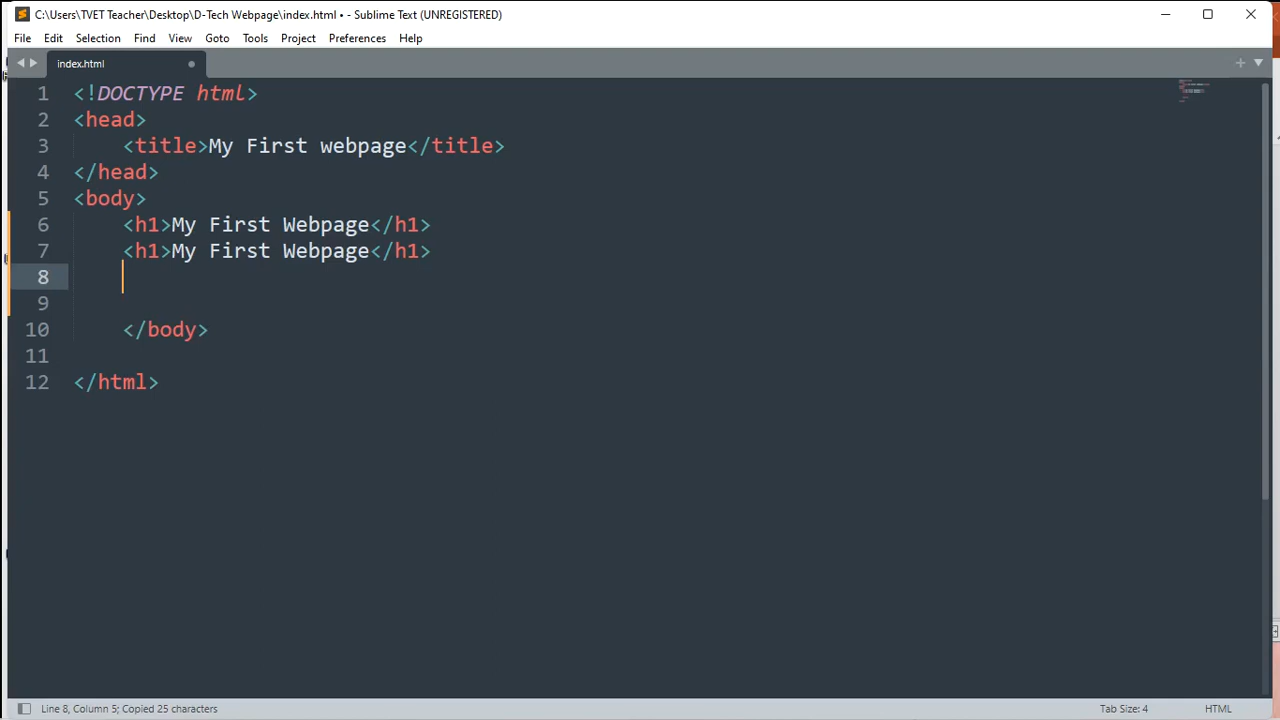 C:\Users\TVET Teacher\Desktop\D-Tech Webpage\index.html • - Sublime Text (UNREGISTERED)
File Edit Selection View Find Goto Tools Project Preferences Help
index.html
1 <!DOCTYPE html>
2 <head>
3 <title>My First webpage</title>
4 </head>
5 <body>
6 <h1>My First Webpage</h1>
7 <h1>My First Webpage</h1>
8
9
10 </body>
11
12 </html>
Line 8, Column 5; Copied 25 characters Tab Size: 4 HTML